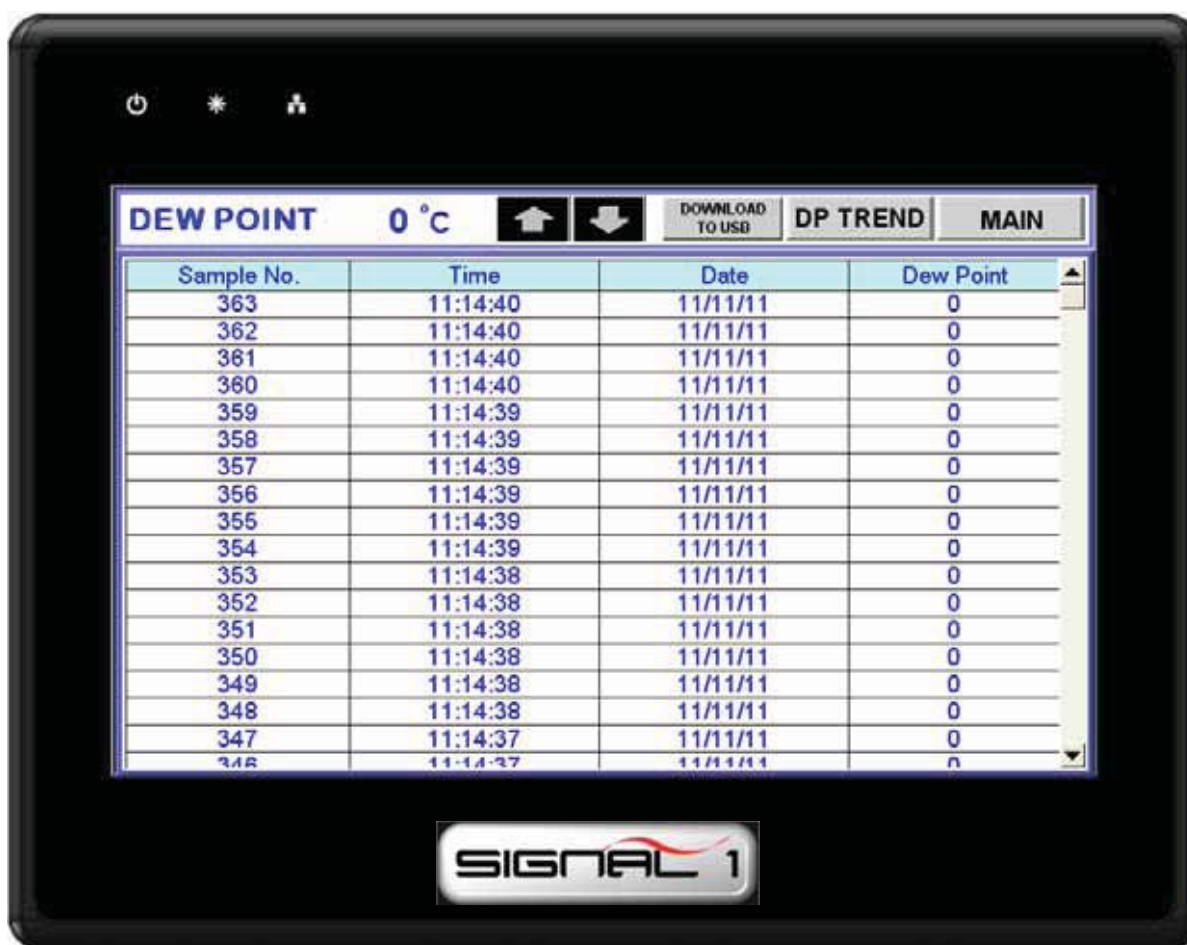 DEW POINT 0 °C DOWNLOAD TO USB DP TREND MAIN
Sample No. Time Date Dew Point
363 11:14:40 11/11/11 0
362 11:14:40 11/11/11 0
361 11:14:40 11/11/11 0
360 11:14:40 11/11/11 0
359 11:14:39 11/11/11 0
358 11:14:39 11/11/11 0
357 11:14:39 11/11/11 0
356 11:14:39 11/11/11 0
355 11:14:39 11/11/11 0
354 11:14:39 11/11/11 0
353 11:14:38 11/11/11 0
352 11:14:38 11/11/11 0
351 11:14:38 11/11/11 0
350 11:14:38 11/11/11 0
349 11:14:38 11/11/11 0
348 11:14:38 11/11/11 0
347 11:14:37 11/11/11 0
346 11:14:37 11/11/11 0
SIGNAL 1